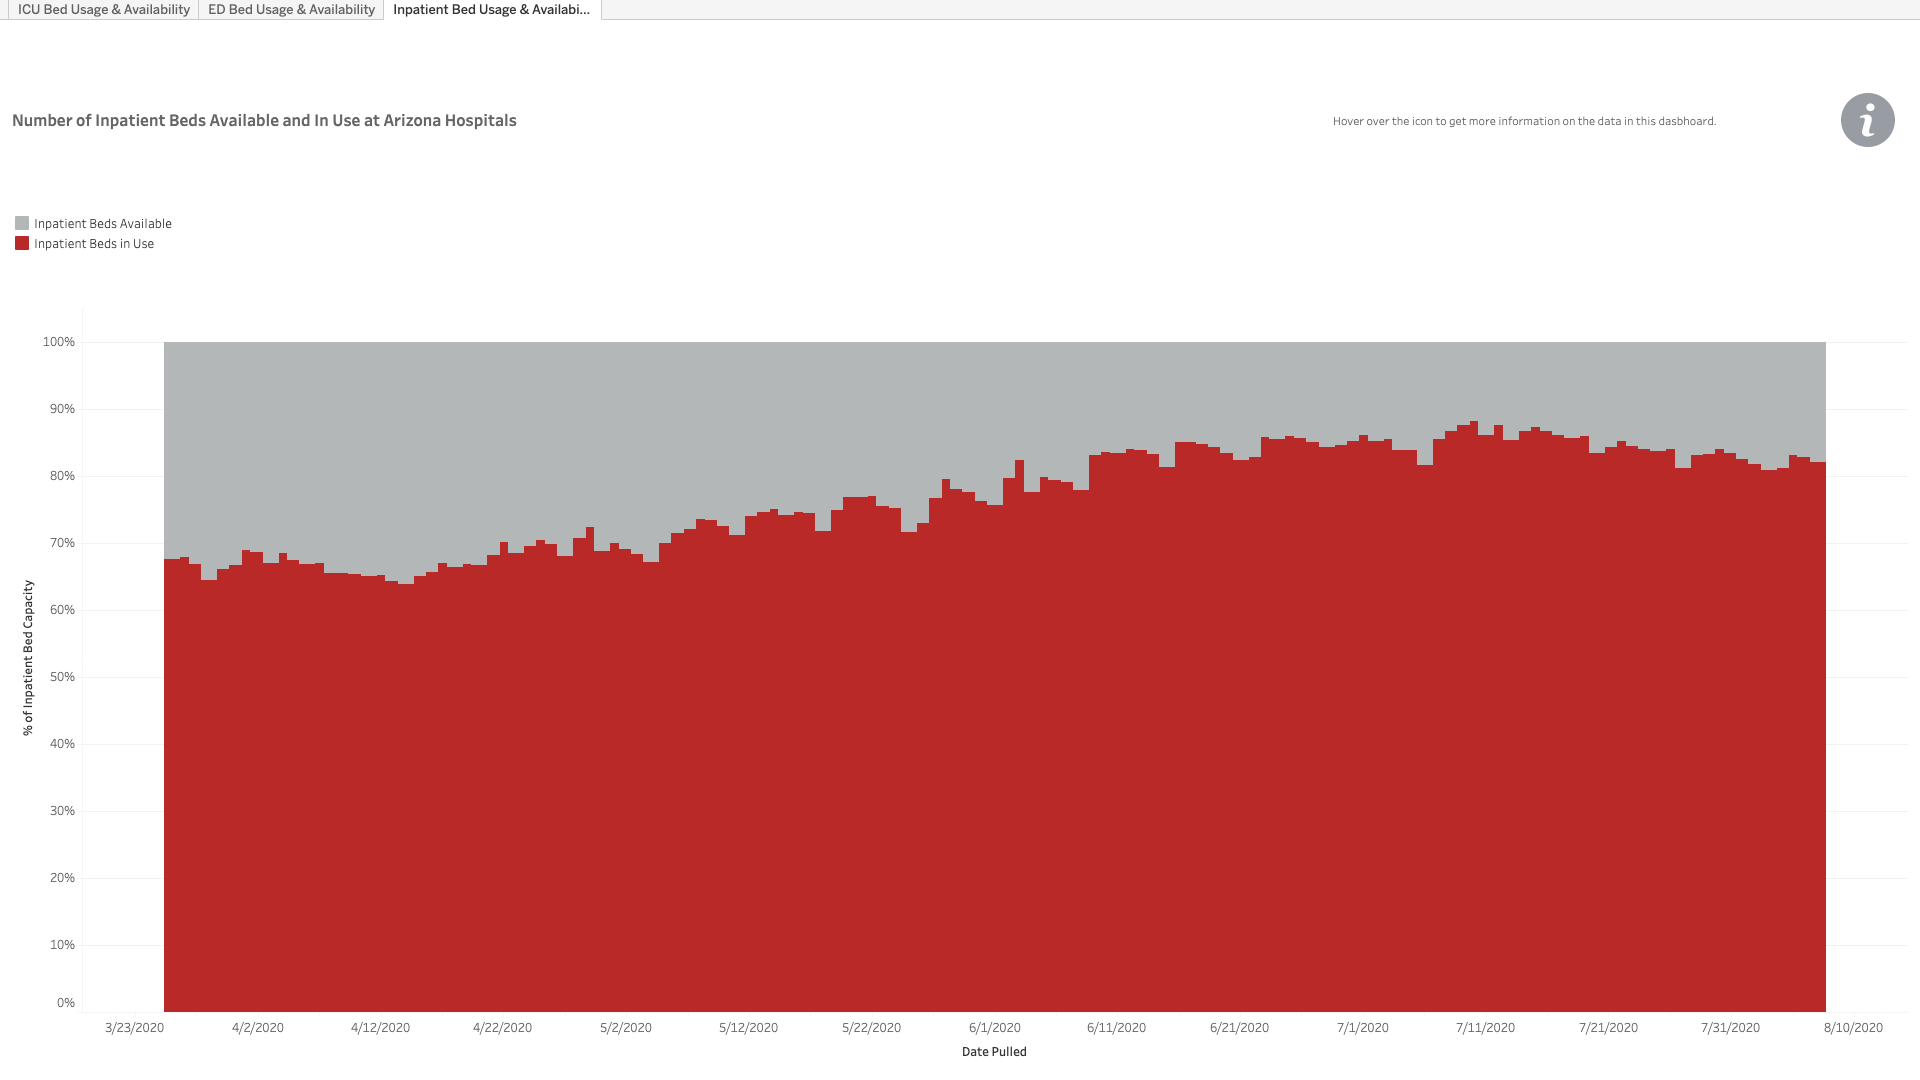 ICU Bed Usage & Availability
ED Bed Usage & Availability
Inpatient Bed Usage & Availabi...
Number of Inpatient Beds Available and In Use at Arizona Hospitals
Hover over the icon to get more information on the data in this dasbhoard.
i
Inpatient Beds Available
Inpatient Beds in Use
% of Inpatient Bed Capacity
100%
90%
80%
70%
60%
50%
40%
30%
20%
10%
0%
3/23/2020
4/2/2020
4/12/2020
4/22/2020
5/2/2020
5/12/2020
5/22/2020
6/1/2020
6/11/2020
6/21/2020
7/1/2020
7/11/2020
7/21/2020
7/31/2020
8/10/2020
Date Pulled